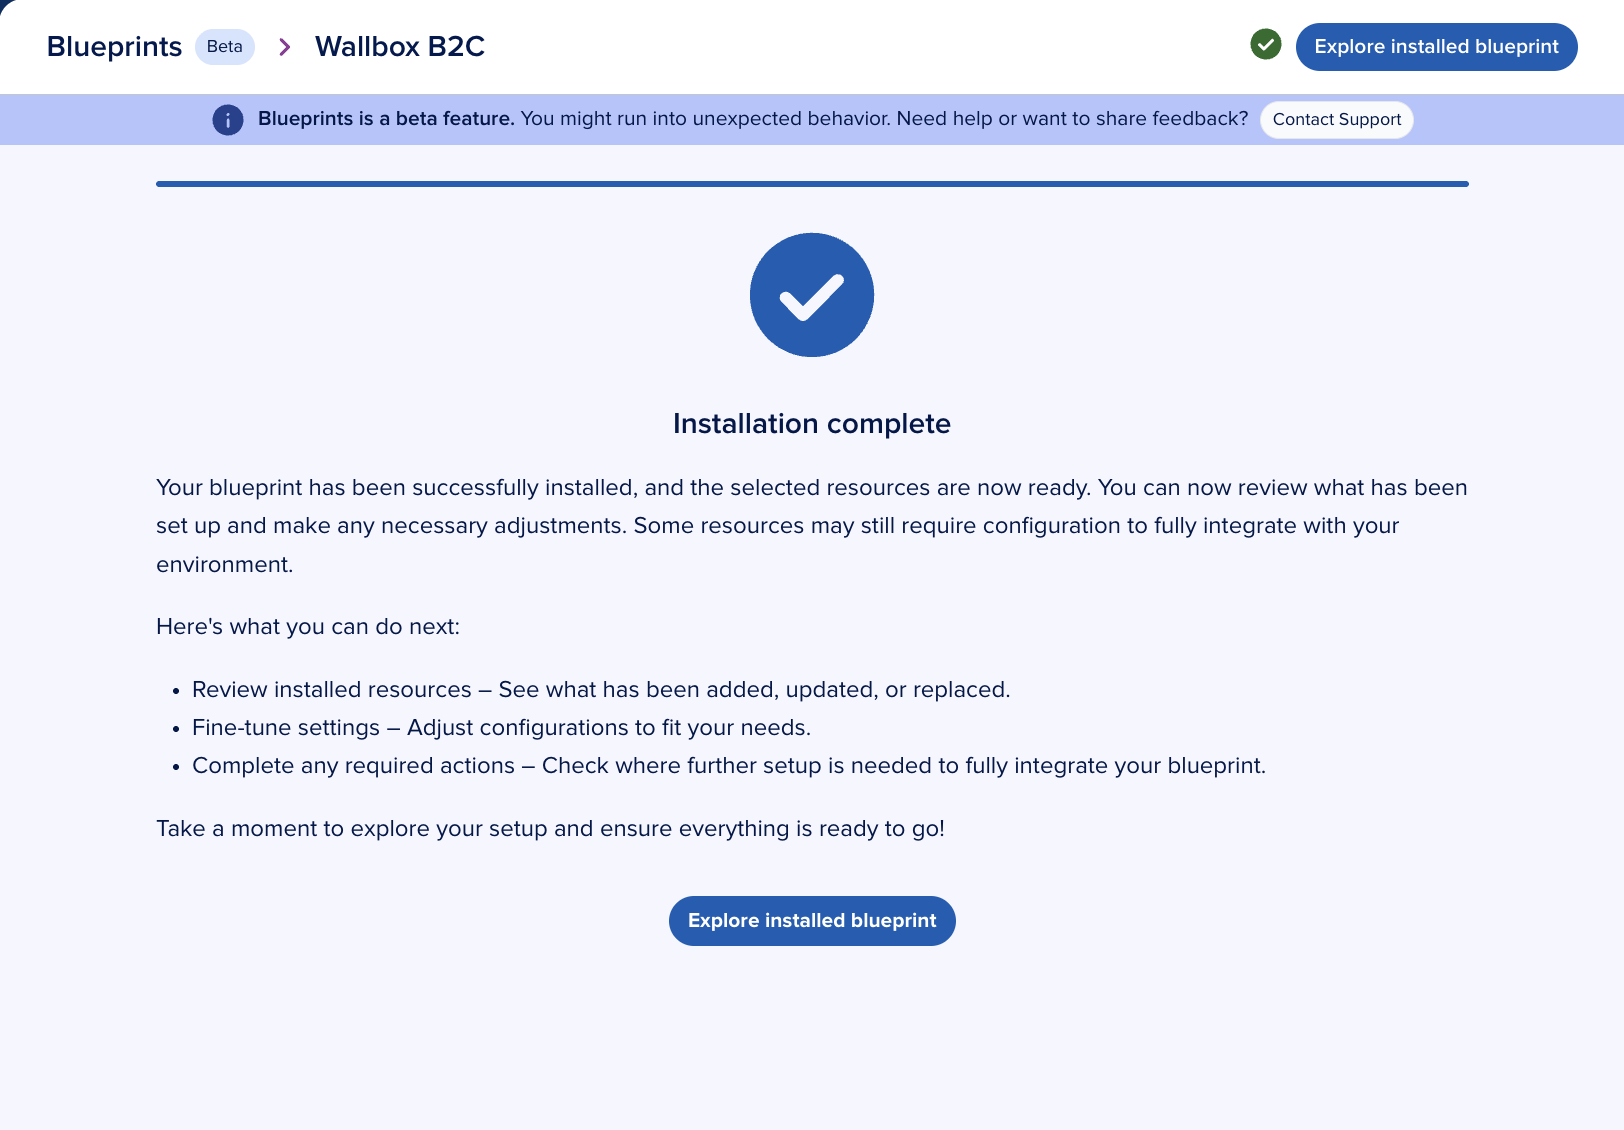 Blueprints Beta > Wallbox B2C
Explore installed blueprint
Blueprints is a beta feature. You might run into unexpected behavior. Need help or want to share feedback? Contact Support
Installation complete
Your blueprint has been successfully installed, and the selected resources are now ready. You can now review what has been
set up and make any necessary adjustments. Some resources may still require configuration to fully integrate with your
environment.
Here's what you can do next:
• Review installed resources – See what has been added, updated, or replaced.
• Fine-tune settings – Adjust configurations to fit your needs.
• Complete any required actions – Check where further setup is needed to fully integrate your blueprint.
Take a moment to explore your setup and ensure everything is ready to go!
Explore installed blueprint